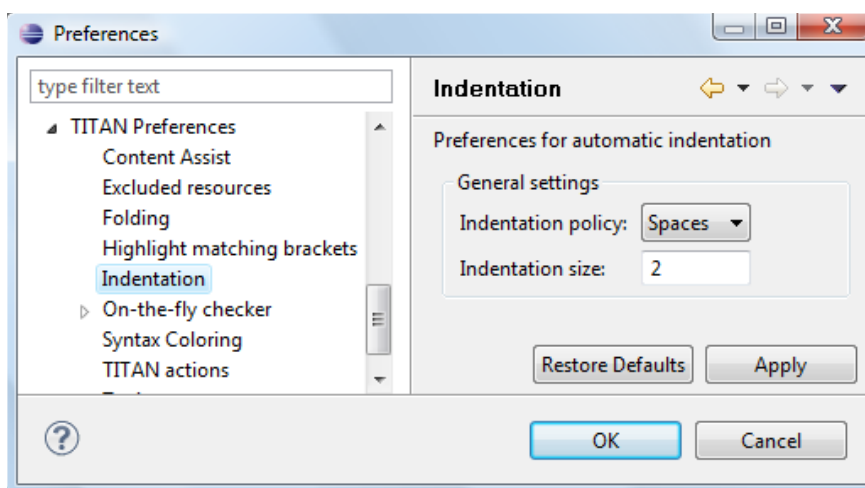 Preferences
type filter text
TITAN Preferences
Content Assist
Excluded resources
Folding
Highlight matching brackets
Indentation
On-the-fly checker
Syntax Coloring
TITAN actions
Indentation
Preferences for automatic indentation
General settings
Indentation policy: Spaces
Indentation size: 2
Restore Defaults Apply
? OK Cancel